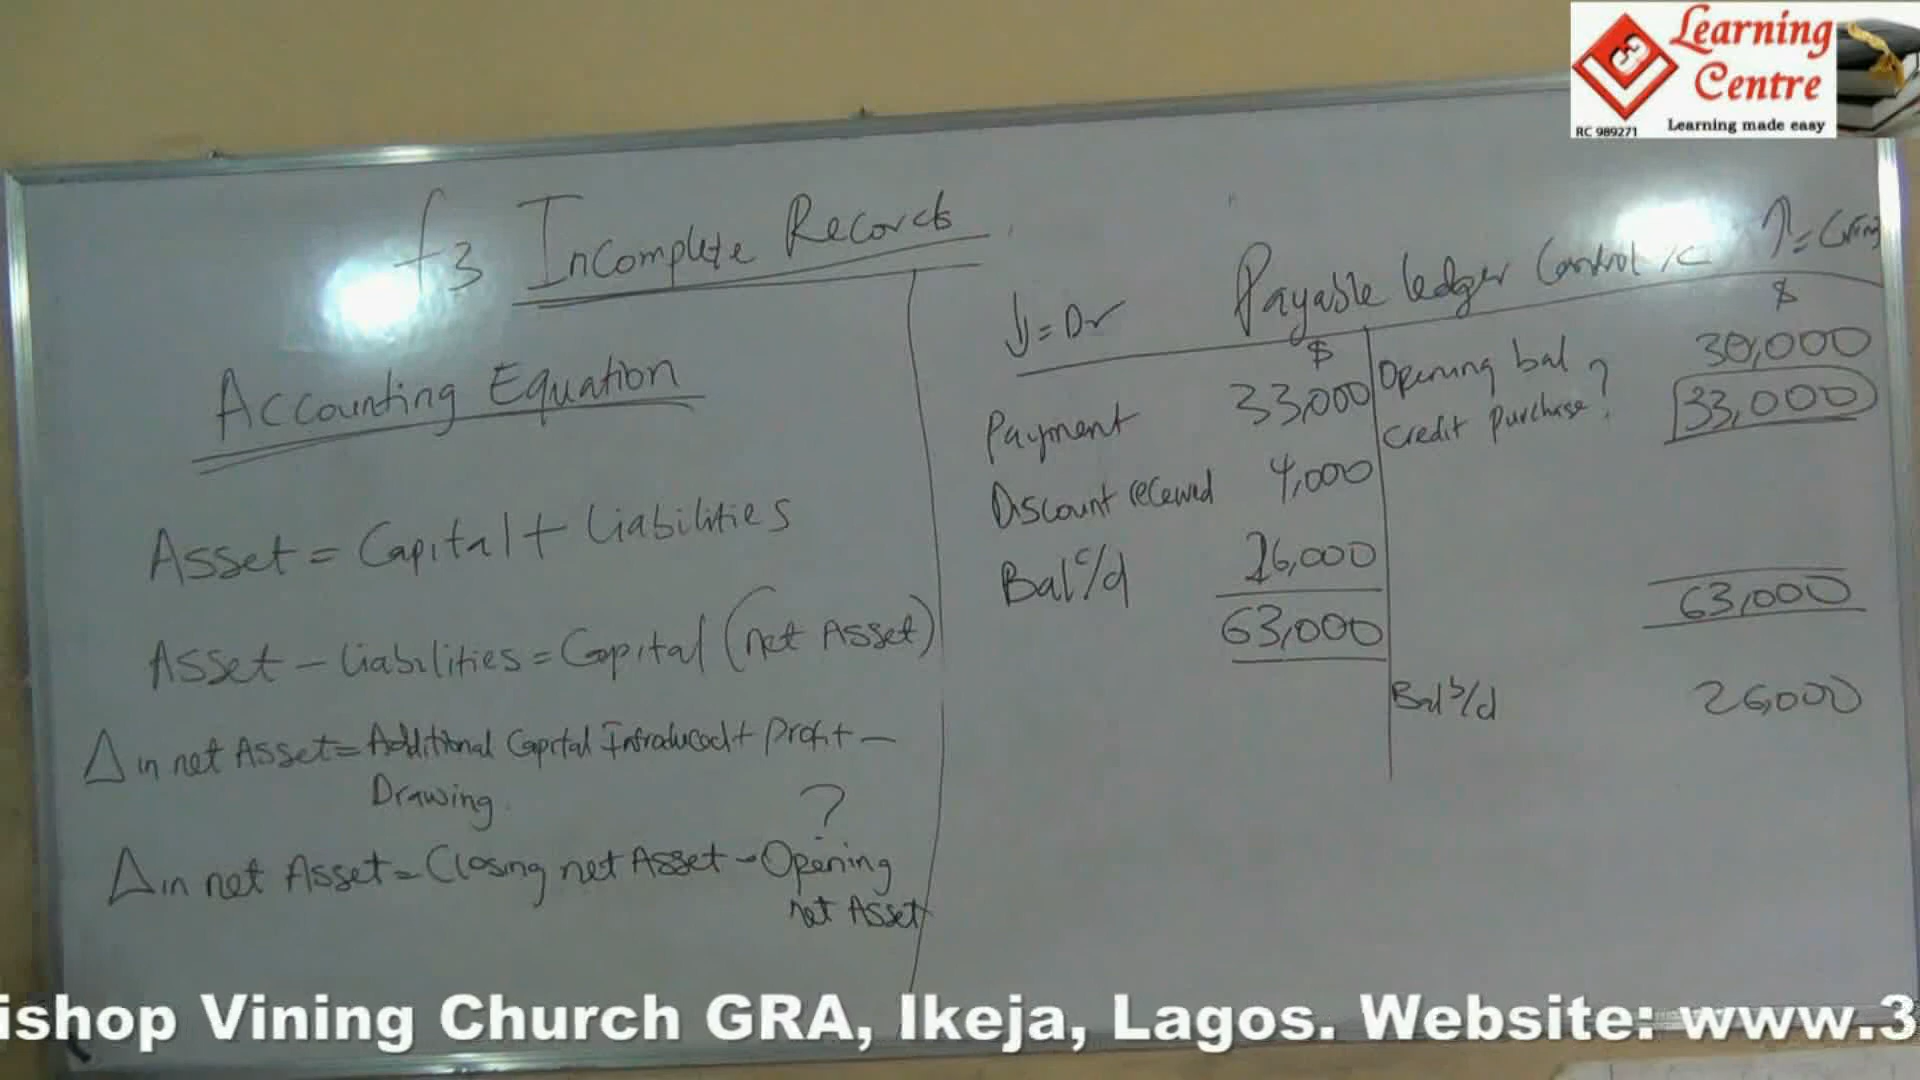 Learning
Centre
RC 989271
Learning made easy
f3 Incomplete Records
Accounting Equation
Asset = Capital + Liabilities
Asset - Liabilities = Capital (net Asset)
Δ in net Asset = Additional Capital Introduced + Profit -
Drawing
?
Δ in net Asset = Closing net Asset - Opening
net Asset
↓ = Dr
Payable ledger Control
$ $
Payment 33,000 Opening bal 30,000
Discount received 4,000 credit purchase? 33,000
Bal c/d 26,000
63,000 63,000
Bal b/d 26,000
ishop Vining Church GRA, Ikeja, Lagos. Website: www.3